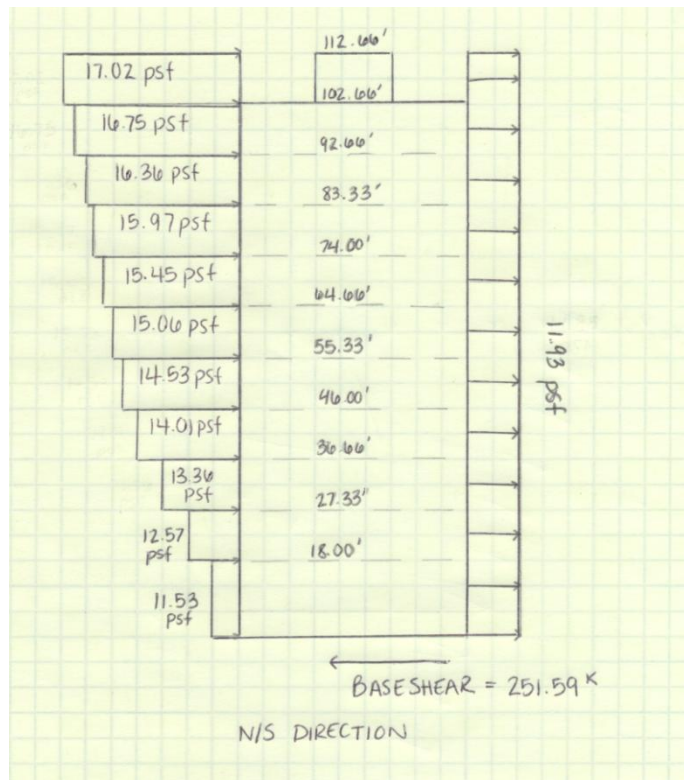 112.66'
17.02 psf
102.66'
16.75 psf
92.66'
16.36 psf
83.33'
15.97 psf
74.00'
15.45 psf
64.66'
15.06 psf
55.33'
11.93 psf
14.53 psf
46.00'
14.01 psf
36.66'
13.36
psf
27.33'
12.57
psf
18.00'
11.53
psf
BASE SHEAR = 251.59 K
N/S DIRECTION